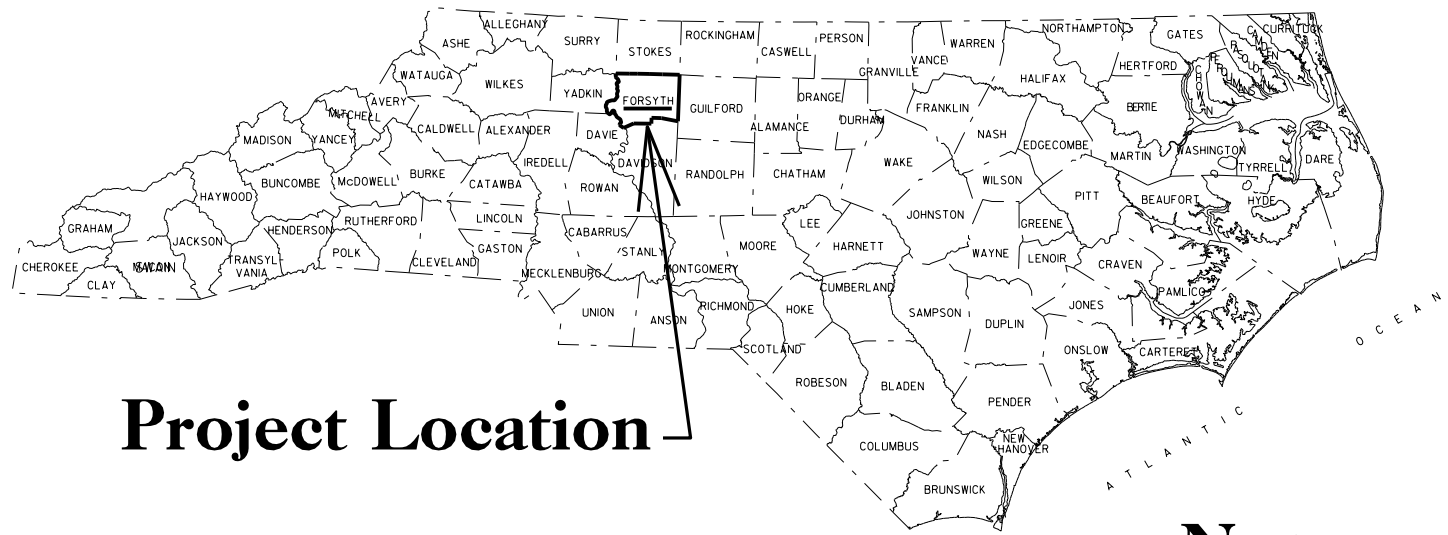 ALLEGHANY
ASHE
SURRY
STOKES
ROCKINGHAM
CASWELL
PERSON
GRANVILLE
VANCE
WARREN
NORTHAMPTON
GATES
CAMDEN
CURRITUCK
PASQUOTANK
PERQUIMANS
CHOWAN
HERTFORD
HALIFAX
BERTIE
WATAUGA
WILKES
YADKIN
FORSYTH
GUILFORD
ORANGE
DURHAM
FRANKLIN
NASH
EDGECOMBE
MARTIN
WASHINGTON
TYRRELL
DARE
AVERY
MITCHELL
CALDWELL
ALEXANDER
DAVIE
ALAMANCE
MADISON
YANCEY
IREDELL
DAVIDSON
RANDOLPH
CHATHAM
WAKE
WILSON
PITT
BEAUFORT
HYDE
HAYWOOD
BUNCOMBE
McDOWELL
BURKE
CATAWBA
ROWAN
LINCOLN
RUTHERFORD
GRAHAM
JACKSON
HENDERSON
POLK
CLEVELAND
GASTON
CABARRUS
STANLY
MONTGOMERY
MOORE
LEE
HARNETT
JOHNSTON
WAYNE
GREENE
LENOIR
CRAVEN
PAMLICO
CHEROKEE
SWAIN
MACON
CLAY
TRANSYL
VANIA
MECKLENBURG
UNION
ANSON
RICHMOND
HOKE
CUMBERLAND
SAMPSON
DUPLIN
JONES
ONSLOW
CARTERET
SCOTLAND
ROBESON
BLADEN
PENDER
COLUMBUS
NEW
HANOVER
BRUNSWICK
ATLANTIC OCEAN
Project Location
N